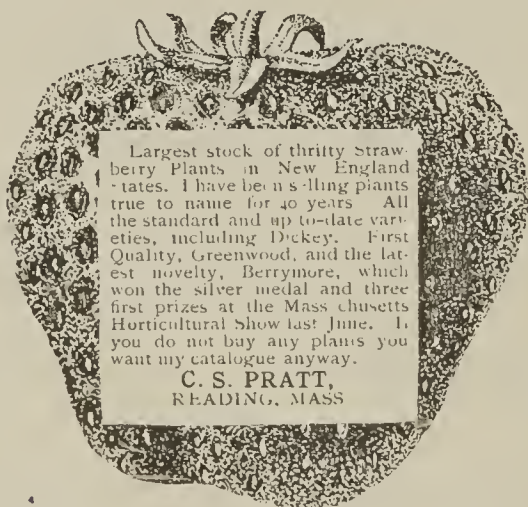 Largest stock of thrifty Straw-
berry Plants in New England
States. I have been selling plants
true to name for 40 years All
the standard and up to-date vari-
eties, including Dickey. First
Quality, Greenwood, and the lat-
est novelty, Berrymore, which
won the silver medal and three
first prizes at the Mass chusetts
Horticultural Show last June. If
you do not buy any plants you
want my catalogue anyway.
C. S. PRATT,
READING, MASS